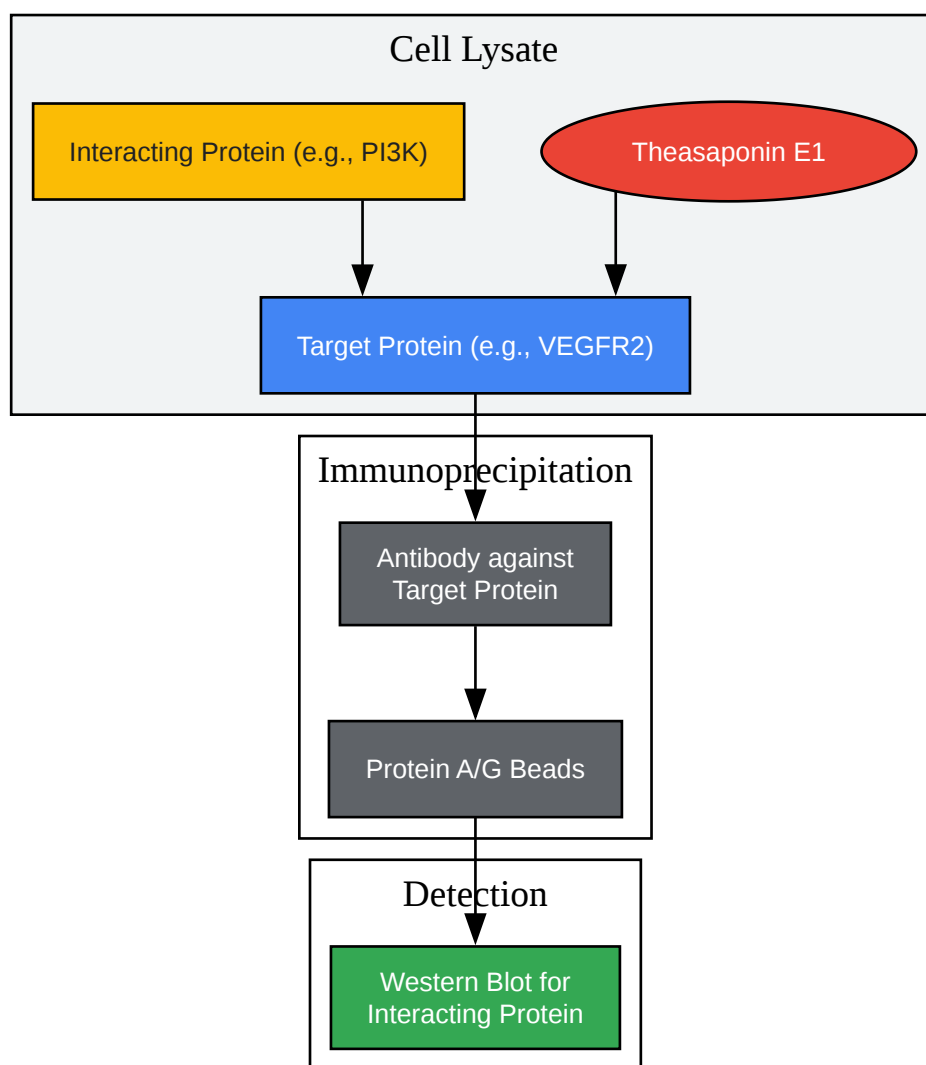 Cell Lysate
Interacting Protein (e.g., PI3K)
Theasaponin E1
Target Protein (e.g., VEGFR2)
Immunoprecipitation
Antibody against
Target Protein
Protein A/G Beads
Detection
Western Blot for
Interacting Protein